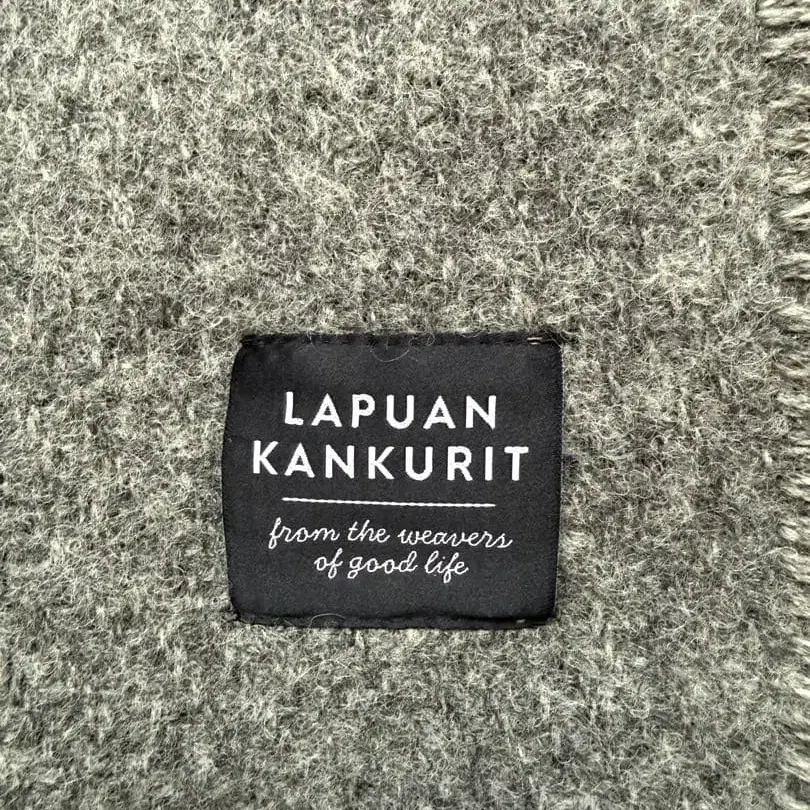 LAPUAN
KANKURIT
from the weavers
of good life